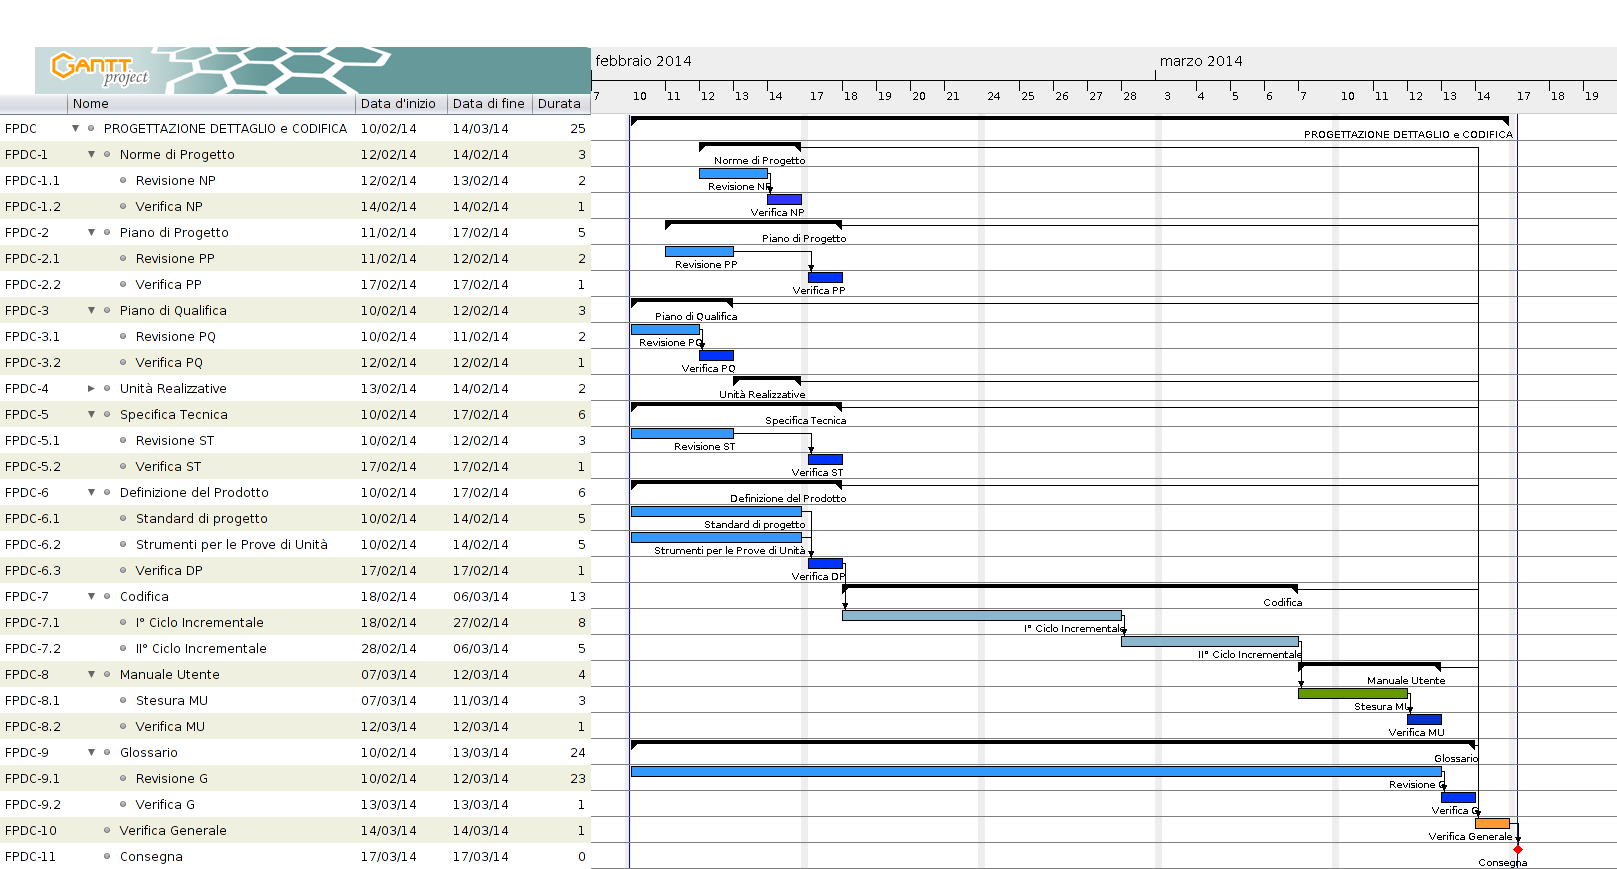 GANTT
project
febbraio 2014 marzo 2014
7 10 11 12 13 14 17 18 19 20 21 24 25 26 27 28 3 4 5 6 7 10 11 12 13 14 17 18 19
Nome Data d'inizio Data di fine Durata
FPDC PROGETTAZIONE DETTAGLIO e CODIFICA 10/02/14 14/03/14 25 PROGETTAZIONE DETTAGLIO e CODIFICA
FPDC-1 Norme di Progetto 12/02/14 14/02/14 3 Norme di Progetto
FPDC-1.1 Revisione NP 12/02/14 13/02/14 2 Revisione NP
FPDC-1.2 Verifica NP 14/02/14 14/02/14 1 Verifica NP
FPDC-2 Piano di Progetto 11/02/14 17/02/14 5 Piano di Progetto
FPDC-2.1 Revisione PP 11/02/14 12/02/14 2 Revisione PP
FPDC-2.2 Verifica PP 17/02/14 17/02/14 1 Verifica PP
FPDC-3 Piano di Qualifica 10/02/14 12/02/14 3 Piano di Qualifica
FPDC-3.1 Revisione PQ 10/02/14 11/02/14 2 Revisione PQ
FPDC-3.2 Verifica PQ 12/02/14 12/02/14 1 Verifica PQ
FPDC-4 Unità Realizzative 13/02/14 14/02/14 2 Unità Realizzative
FPDC-5 Specifica Tecnica 10/02/14 17/02/14 6 Specifica Tecnica
FPDC-5.1 Revisione ST 10/02/14 12/02/14 3 Revisione ST
FPDC-5.2 Verifica ST 17/02/14 17/02/14 1 Verifica ST
FPDC-6 Definizione del Prodotto 10/02/14 17/02/14 6 Definizione del Prodotto
FPDC-6.1 Standard di progetto 10/02/14 14/02/14 5 Standard di progetto
FPDC-6.2 Strumenti per le Prove di Unità 10/02/14 14/02/14 5 Strumenti per le Prove di Unità
FPDC-6.3 Verifica DP 17/02/14 17/02/14 1 Verifica DP
FPDC-7 Codifica 18/02/14 06/03/14 13 Codifica
FPDC-7.1 I° Ciclo Incrementale 18/02/14 27/02/14 8 I° Ciclo Incrementale
FPDC-7.2 II° Ciclo Incrementale 28/02/14 06/03/14 5 II° Ciclo Incrementale
FPDC-8 Manuale Utente 07/03/14 12/03/14 4 Manuale Utente
FPDC-8.1 Stesura MU 07/03/14 11/03/14 3 Stesura MU
FPDC-8.2 Verifica MU 12/03/14 12/03/14 1 Verifica MU
FPDC-9 Glossario 10/02/14 13/03/14 24 Glossario
FPDC-9.1 Revisione G 10/02/14 12/03/14 23 Revisione G
FPDC-9.2 Verifica G 13/03/14 13/03/14 1 Verifica G
FPDC-10 Verifica Generale 14/03/14 14/03/14 1 Verifica Generale
FPDC-11 Consegna 17/03/14 17/03/14 0 Consegna